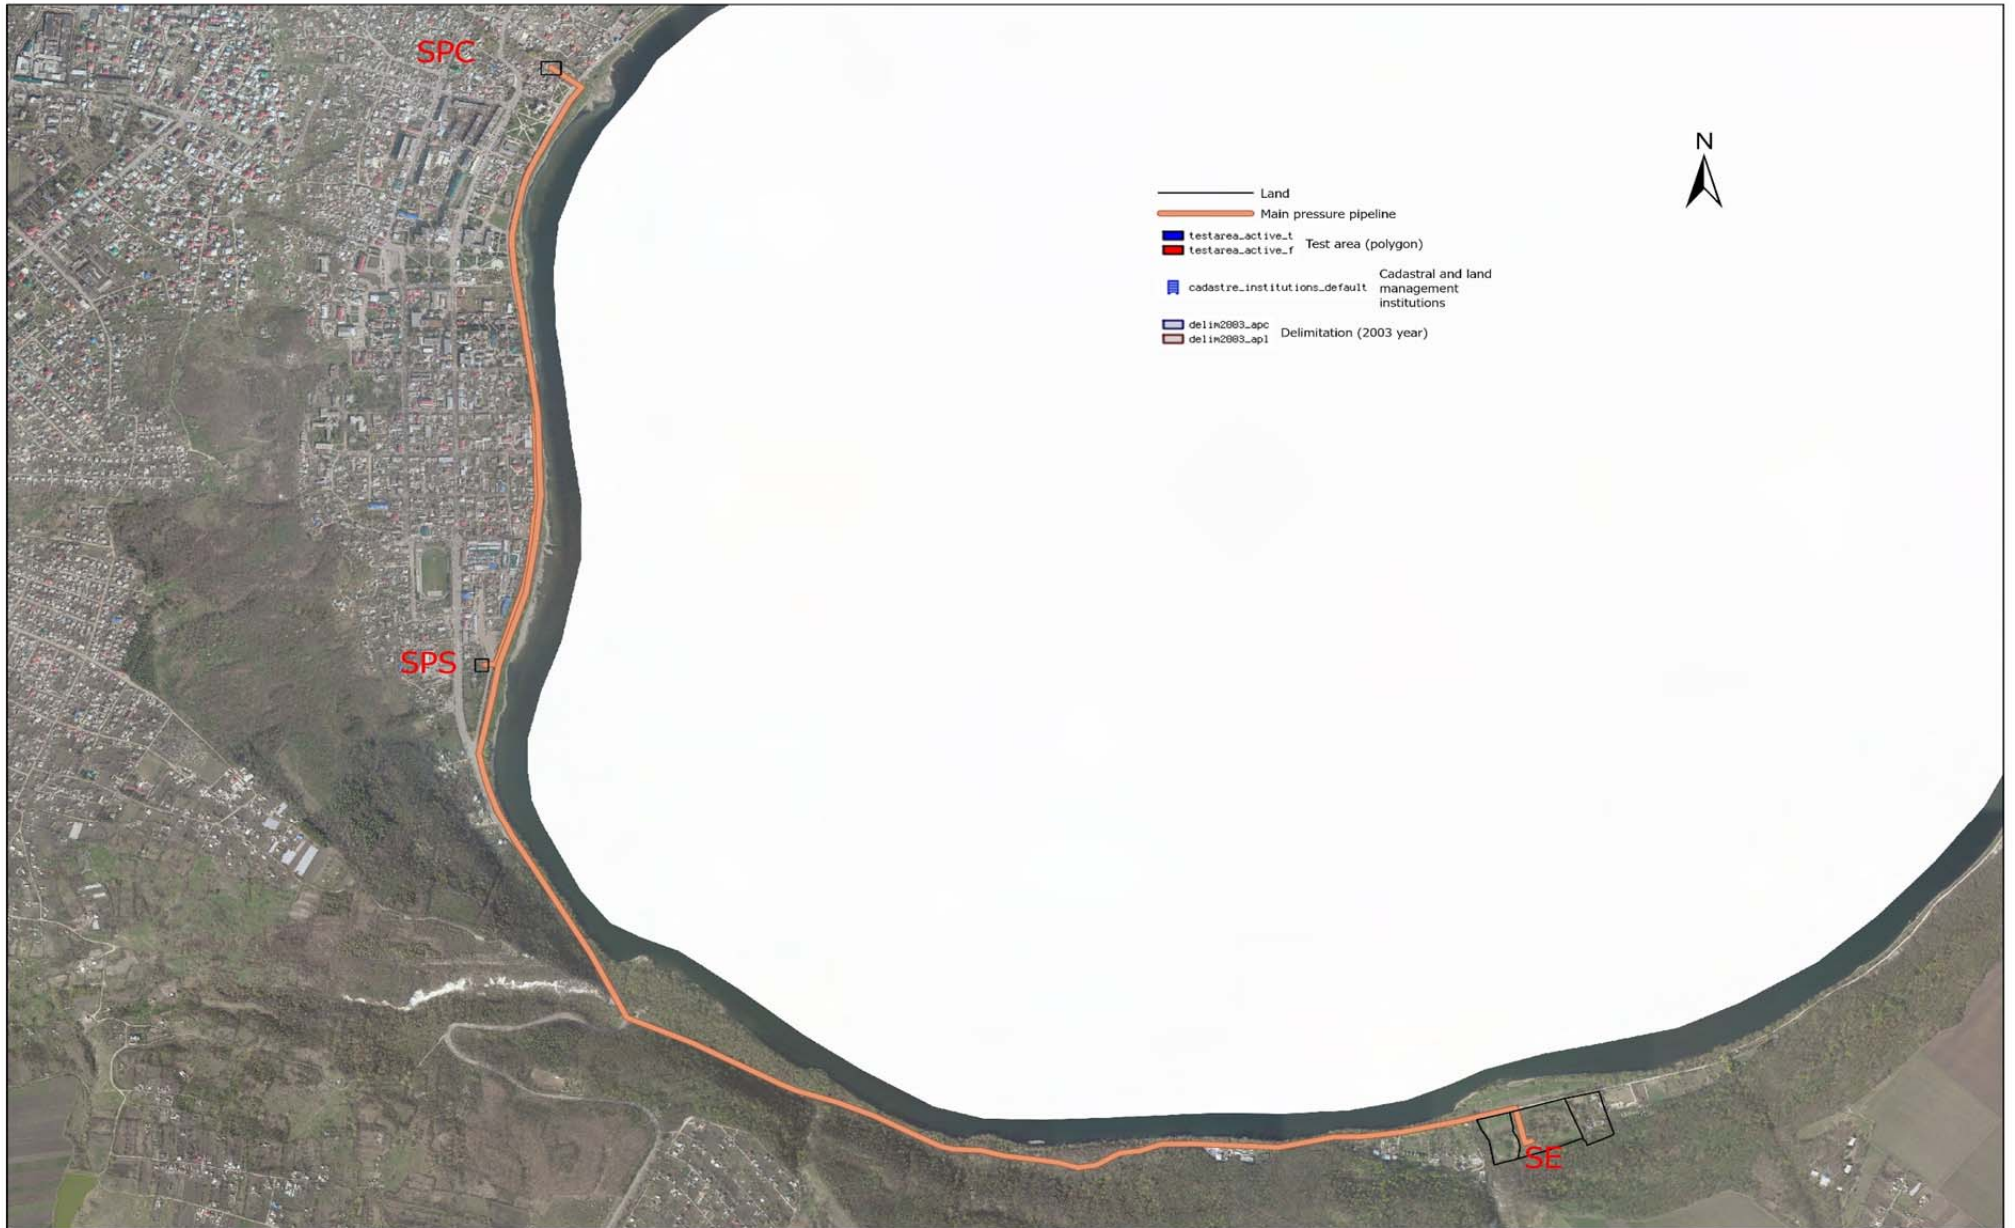 SPC
N
Land
Main pressure pipeline
testarea_active_t
testarea_active_f
Test area (polygon)
cadastre_institutions_default
Cadastral and land
management
institutions
delim2003_apc
delim2003_apl
Delimitation (2003 year)
SPS
SE